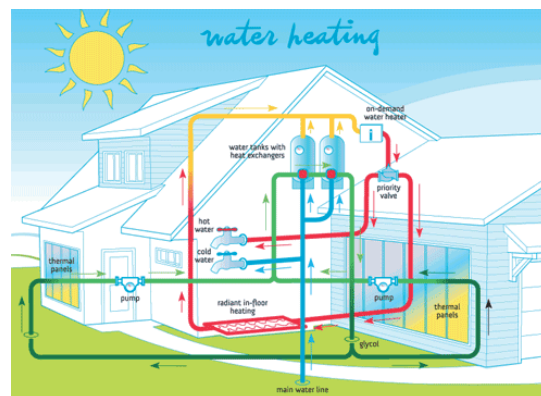 water heating
on-demand
water heater
i
water tanks with
heat exchangers
priority
valve
hot
water
cold
water
thermal
panels
pump
pump
radiant in-floor
heating
thermal
panels
glycol
main water line